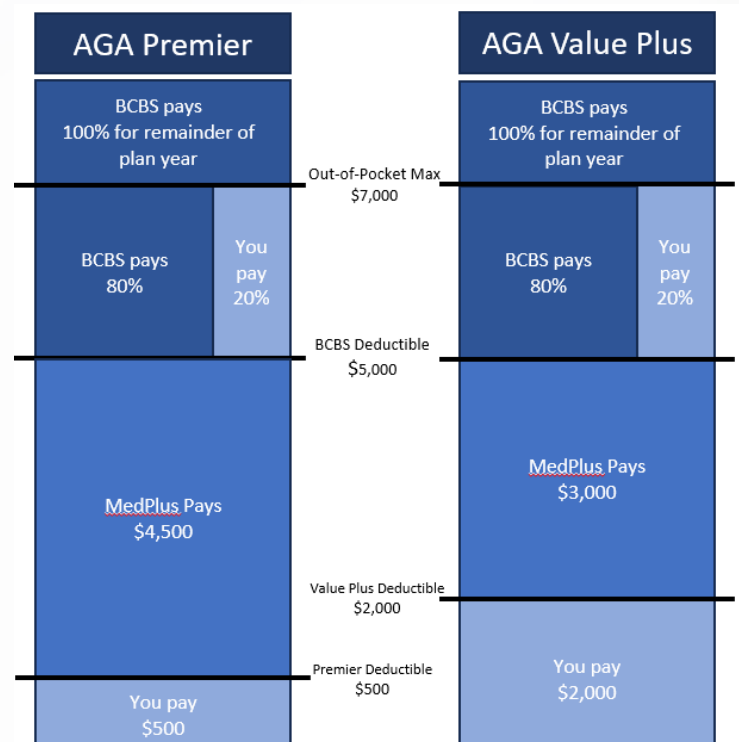 AGA Premier
BCBS pays
100% for remainder of
plan year
BCBS pays
80%
You
pay
20%
MedPlus Pays
$4,500
You pay
$500
Out-of-Pocket Max
$7,000
BCBS Deductible
$5,000
Value Plus Deductible
$2,000
Premier Deductible
$500
AGA Value Plus
BCBS pays
100% for remainder of
plan year
BCBS pays
80%
You
pay
20%
MedPlus Pays
$3,000
You pay
$2,000